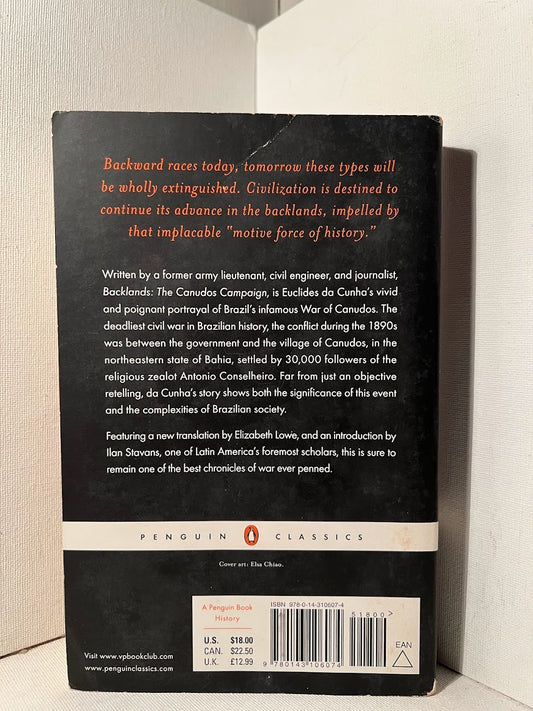 Backward races today, tomorrow these types will
be wholly extinguished. Civilization is destined to
continue its advance in the backlands, impelled by
that implacable "motive force of history."
Written by a former army lieutenant, civil engineer, and journalist,
Backlands: The Canudos Campaign, is Euclides da Cunha's vivid
and poignant portrayal of Brazil's infamous War of Canudos. The
deadliest civil war in Brazilian history, the conflict during the 1890s
was between the government and the village of Canudos, in the
northeastern state of Bahia, settled by 30,000 followers of the
religious zealot Antonio Conselheiro. Far from just an objective
retelling, da Cunha's story shows both the significance of this event
and the complexities of Brazilian society.
Featuring a new translation by Elizabeth Lowe, and an introduction by
Ilan Stavans, one of Latin America's foremost scholars, this is sure to
remain one of the best chronicles of war ever penned.
PENGUIN CLASSICS
Cover art: Elsa Chiao.
Visit www.vpbookclub.com
www.penguinclassics.com
A Penguin Book
History
U.S. $18.00
CAN. $22.50
U.K. £12.99
ISBN 978-0-14-310607-4
51800>
9 780143 106074
EAN